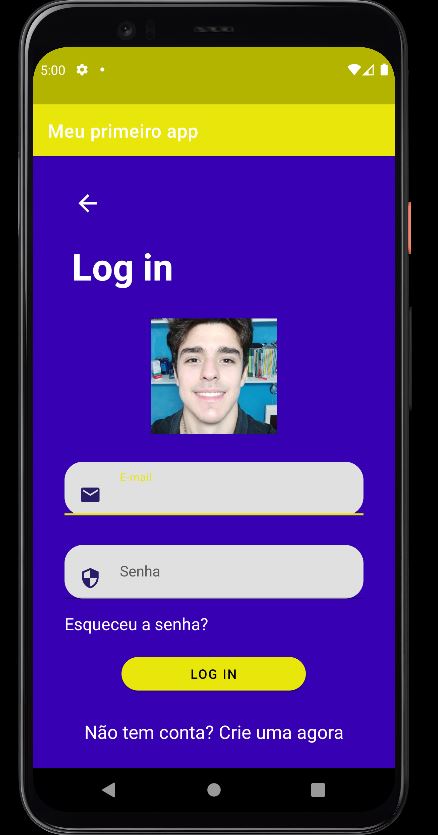 5:00
Meu primeiro app
Log in
E-mail
Senha
Esqueceu a senha?
LOG IN
Não tem conta? Crie uma agora